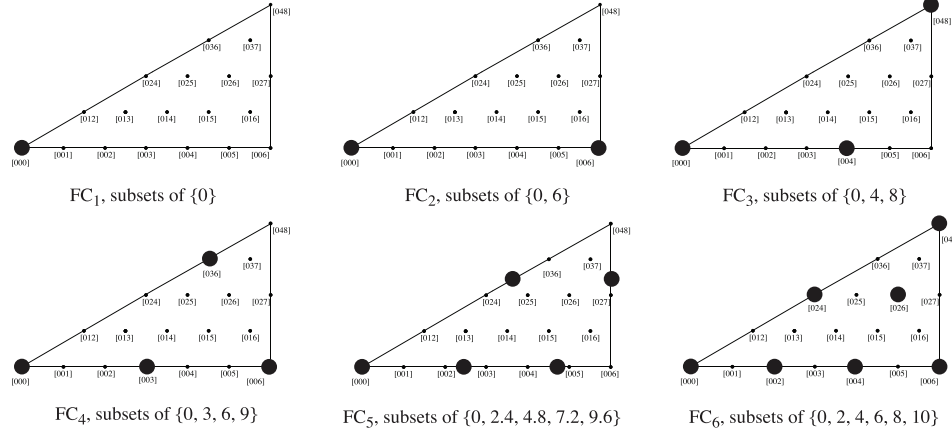 [048]
[036] [037]
[024] [025] [026] [027]
[012] [013] [014] [015] [016]
[000] [001] [002] [003] [004] [005] [006]
FC1, subsets of {0}
[048]
[036] [037]
[024] [025] [026] [027]
[012] [013] [014] [015] [016]
[000] [001] [002] [003] [004] [005] [006]
FC2, subsets of {0, 6}
[048]
[036] [037]
[024] [025] [026] [027]
[012] [013] [014] [015] [016]
[000] [001] [002] [003] [004] [005] [006]
FC3, subsets of {0, 4, 8}
[048]
[036] [037]
[024] [025] [026] [027]
[012] [013] [014] [015] [016]
[000] [001] [002] [003] [004] [005] [006]
FC4, subsets of {0, 3, 6, 9}
[048]
[036] [037]
[024] [025] [026] [027]
[012] [013] [014] [015] [016]
[000] [001] [002] [003] [004] [005] [006]
FC5, subsets of {0, 2.4, 4.8, 7.2, 9.6}
[036] [037]
[024] [025] [026] [027]
[012] [013] [014] [015] [016]
[000] [001] [002] [003] [004] [005] [006]
FC6, subsets of {0, 2, 4, 6, 8, 10}